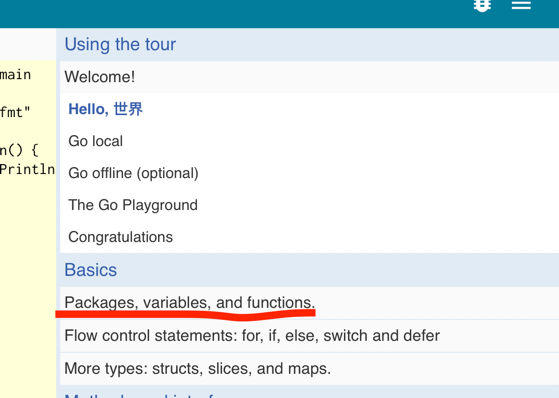 Using the tour
main
Welcome!
fmt"
Hello, 世界
n() {
Go local
Println
Go offline (optional)
The Go Playground
Congratulations
Basics
Packages, variables, and functions.
Flow control statements: for, if, else, switch and defer
More types: structs, slices, and maps.